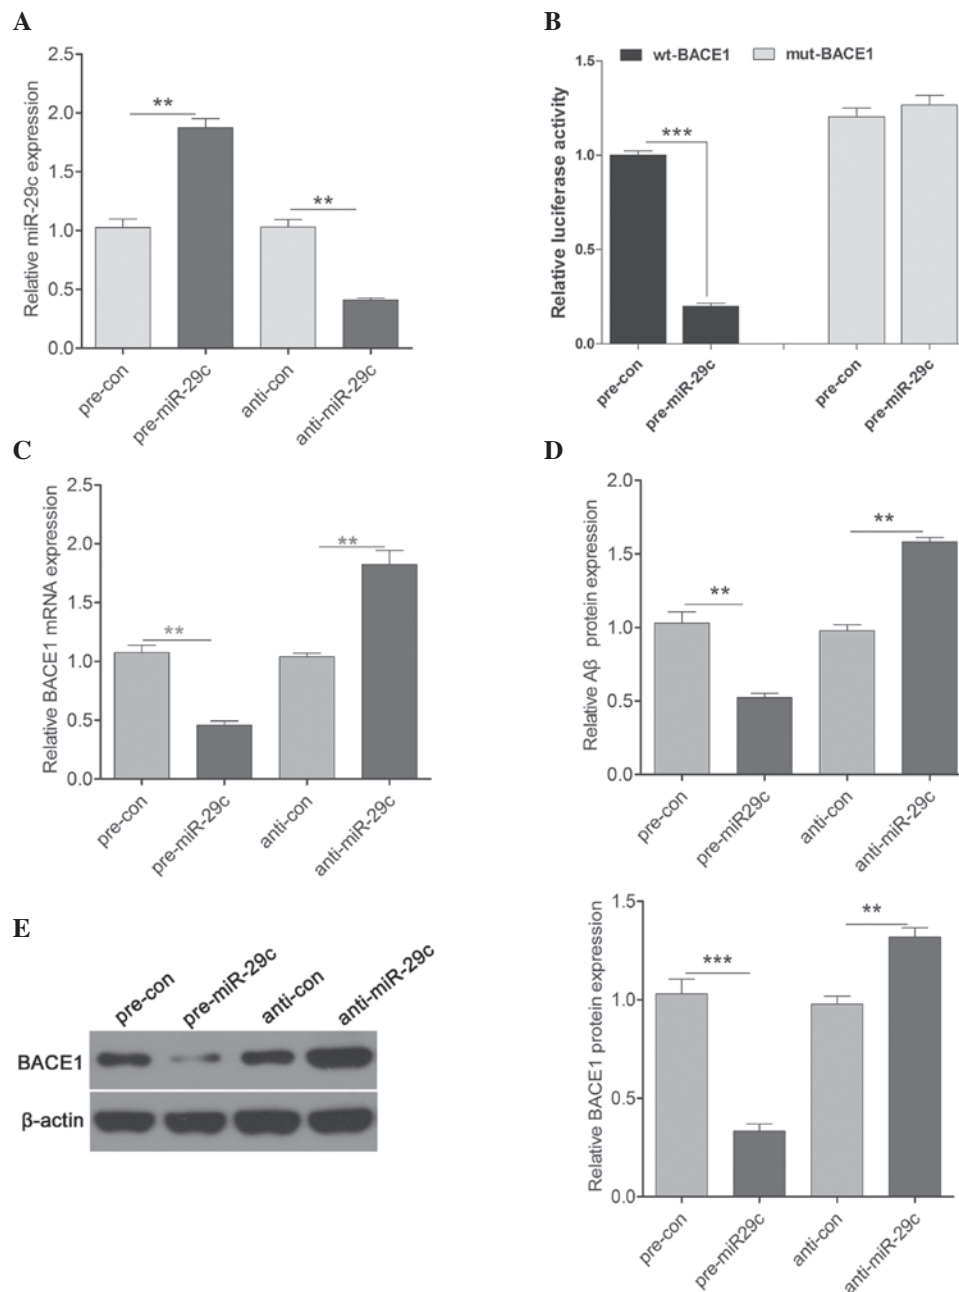 A
Relative miR-29c expression
2.5
2.0
1.5
1.0
0.5
0.0
**
**
pre-con
pre-miR-29c
anti-con
anti-miR-29c
B
wt-BACE1
mut-BACE1
Relative luciferase activity
1.5
1.0
0.5
0.0
***
pre-con
pre-miR-29c
pre-con
pre-miR-29c
C
Relative BACE1 mRNA expression
2.5
2.0
1.5
1.0
0.5
0.0
**
**
pre-con
pre-miR-29c
anti-con
anti-miR-29c
D
Relative Aβ protein expression
2.0
1.5
1.0
0.5
0.0
**
**
pre-con
pre-miR29c
anti-con
anti-miR-29c
E
pre-con
pre-miR-29c
anti-con
anti-miR-29c
BACE1
β-actin
Relative BACE1 protein expression
1.5
1.0
0.5
0.0
***
**
pre-con
pre-miR29c
anti-con
anti-miR-29c